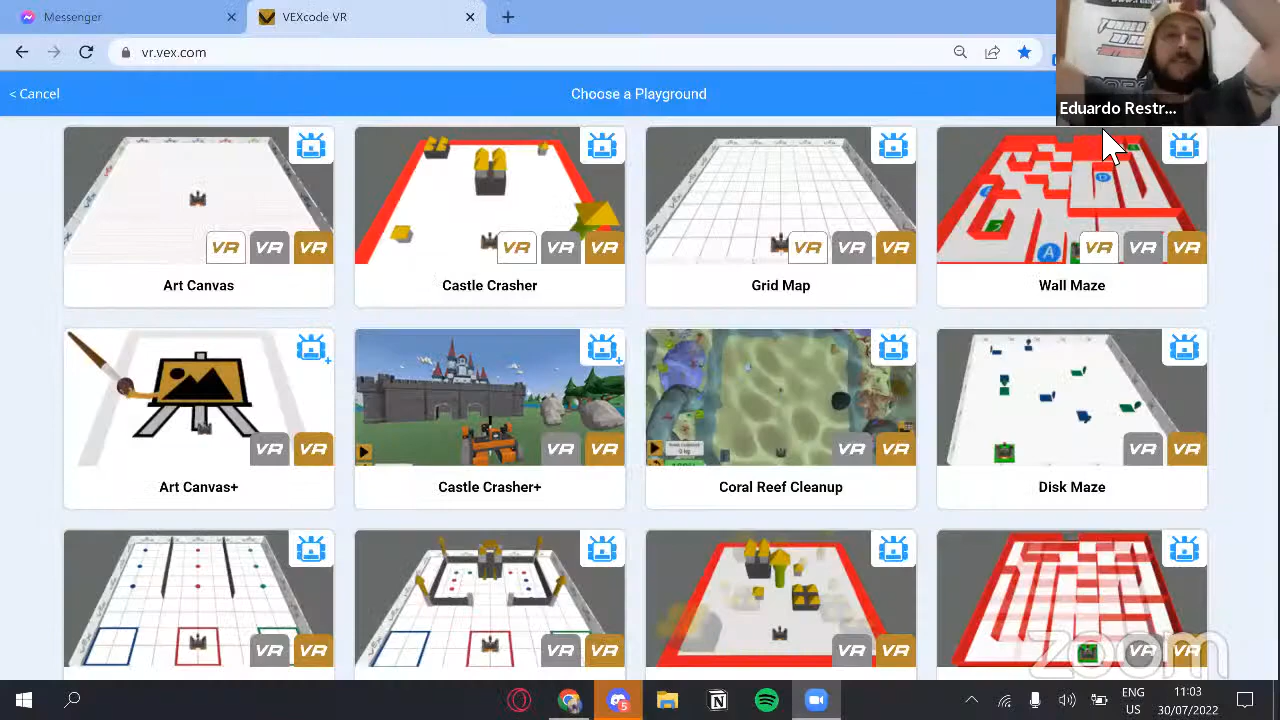 Messenger
VEXcode VR
vr.vex.com
Eduardo Restr...
< Cancel
Choose a Playground
VR VR VR
VR VR VR
VR VR VR
VR VR VR
Art Canvas
Castle Crasher
Grid Map
Wall Maze
VR VR
VR VR
VR VR
VR VR
Art Canvas+
Castle Crasher+
Coral Reef Cleanup
Disk Maze
VR VR
VR VR
VR VR
VR VR
zoom
5
ENG
US
11:03
30/07/2022